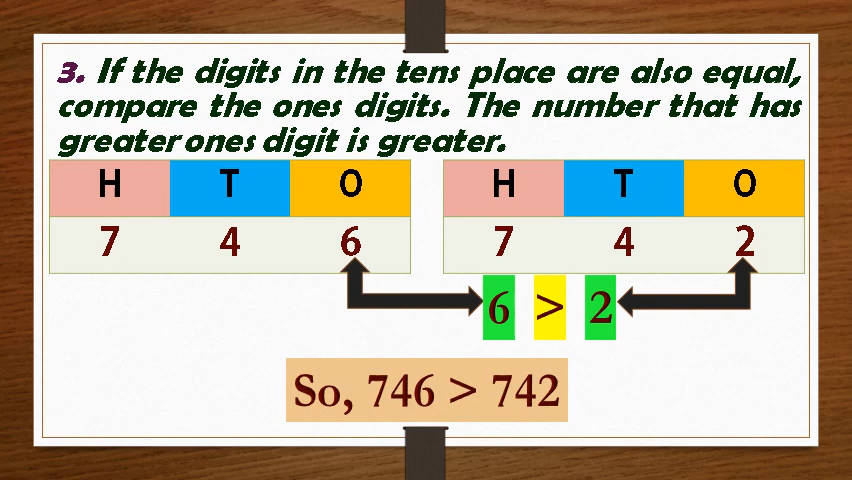 3. If the digits in the tens place are also equal,
compare the ones digits. The number that has
greater ones digit is greater.
H T O H T O
7 4 6 7 4 2
6 > 2
So, 746 > 742